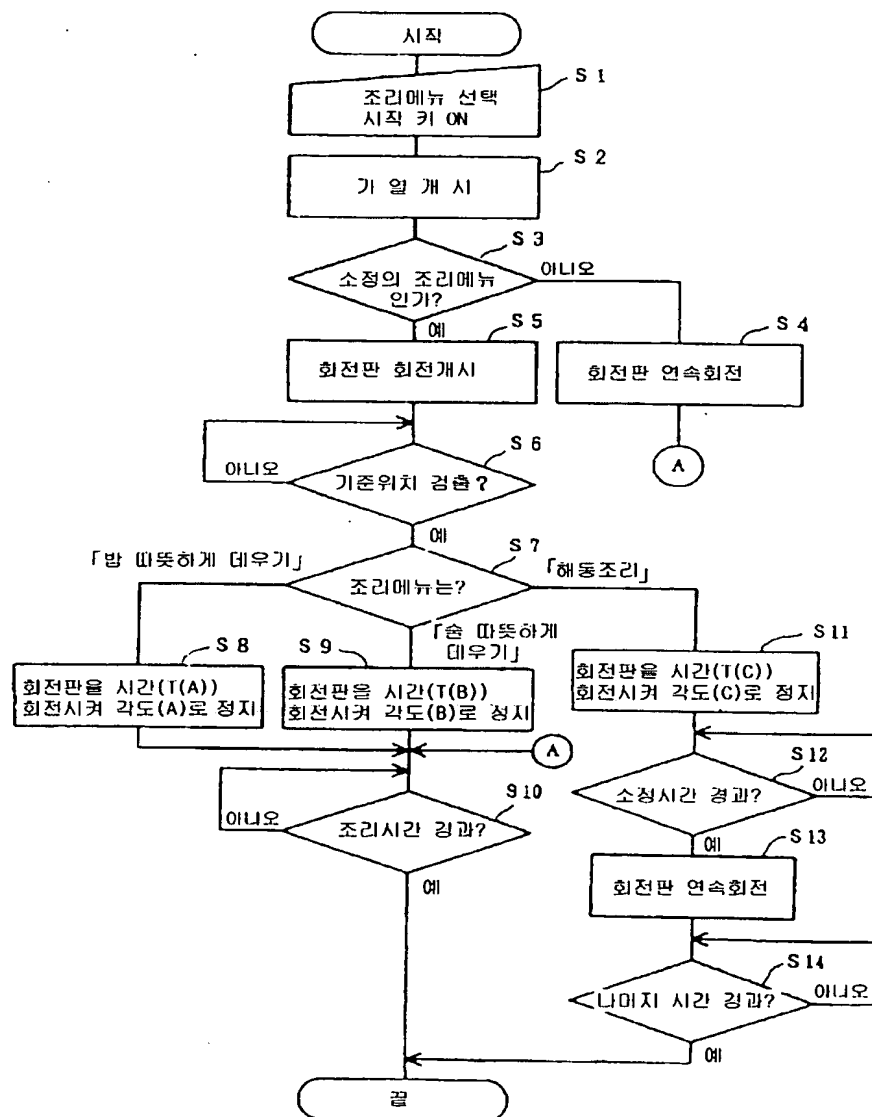 시작
S 1
조리메뉴 선택
시작 키 ON
S 2
가 열 개 시
S 3
소정의 조리메뉴
인가?
아니오
예
S 5
회전판 회전개시
S 4
회전판 연속회전
A
S 6
기준위치 검출?
아니오
예
「밥 따뜻하게 데우기」
S 7
조리메뉴는?
「해동조리」
「술 따뜻하게
데우기」
S 8
회전판을 시간(T(A))
회전시켜 각도(A)로 정지
S 9
회전판을 시간(T(B))
회전시켜 각도(B)로 정지
S 11
회전판을 시간(T(C))
회전시켜 각도(C)로 정지
A
S 10
조리시간 경과?
아니오
예
S 12
소정시간 경과?
아니오
예
S 13
회전판 연속회전
S 14
나머지 시간 경과?
아니오
예
끝